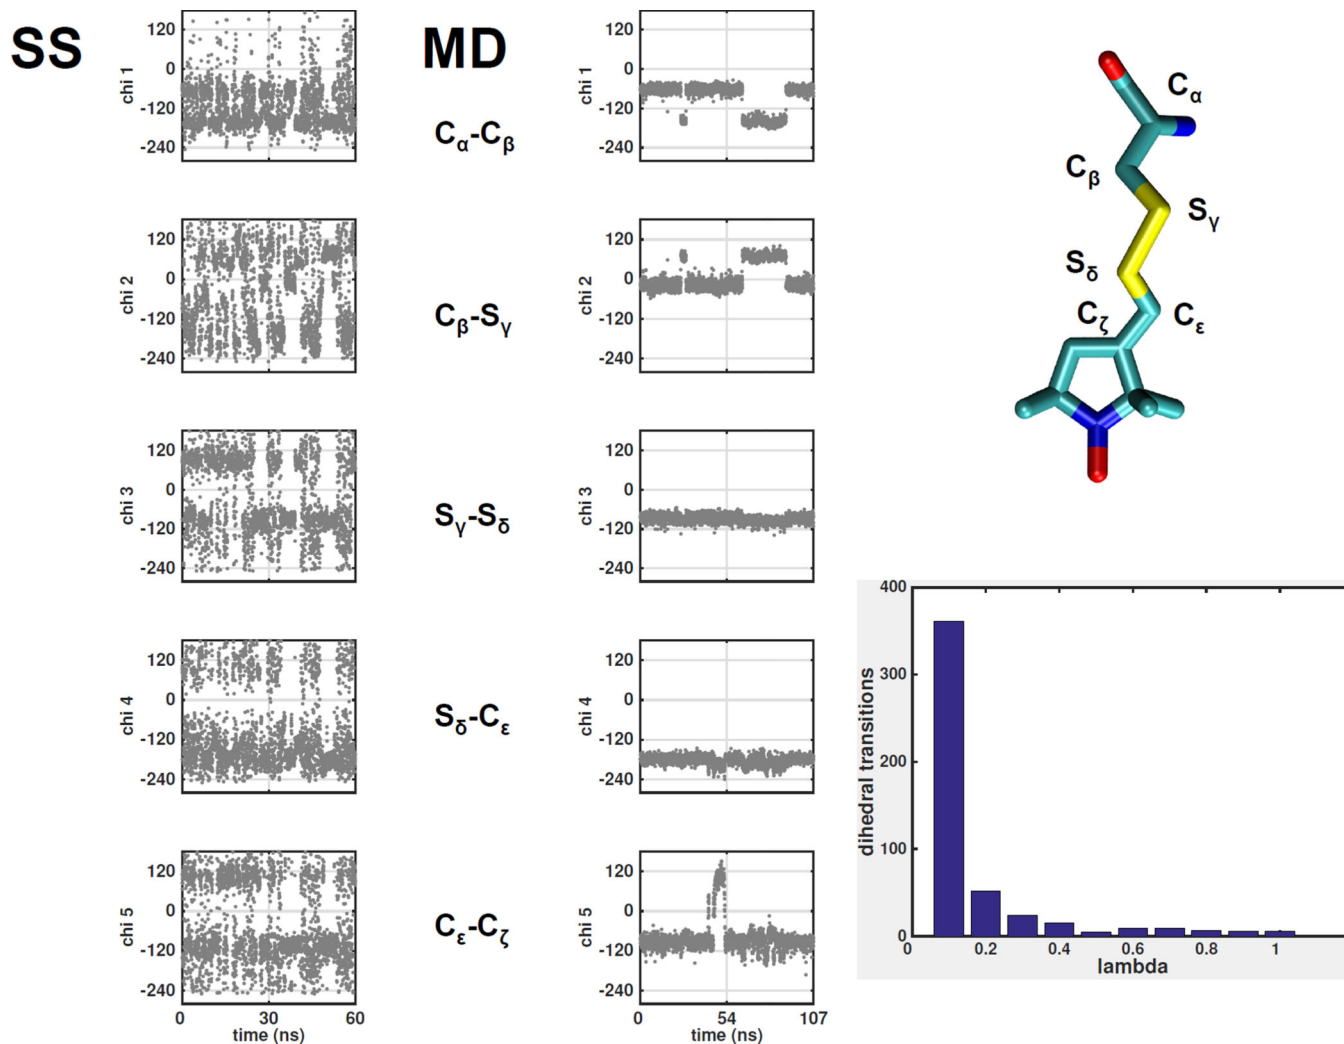 SS
MD
120
0
-120
-240
chi 1
120
0
-120
-240
chi 1
Cα-Cβ
120
0
-120
-240
chi 2
120
0
-120
-240
chi 2
Cβ-Sγ
120
0
-120
-240
chi 3
120
0
-120
-240
chi 3
Sγ-Sδ
120
0
-120
-240
chi 4
120
0
-120
-240
chi 4
Sδ-Cε
120
0
-120
-240
chi 5
0 30 60
time (ns)
120
0
-120
-240
chi 5
0 54 107
time (ns)
Cε-Cζ
Cα
Cβ
Sγ
Sδ
Cζ
Cε
400
300
200
100
0
dihedral transitions
0 0.2 0.4 0.6 0.8 1
lambda